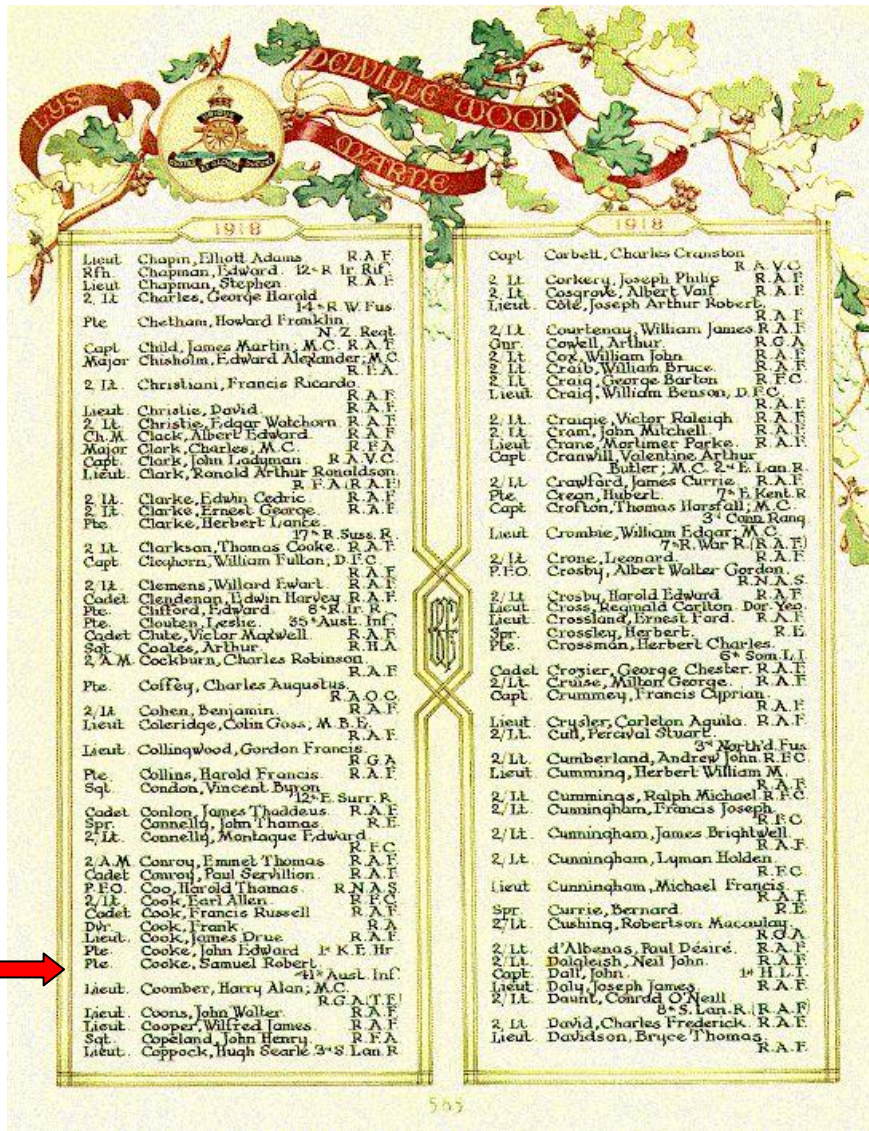 LYS
DELVILLE WOOD
MARNE
UBIQUE
1918
Lieut Chapin, Elliott Adams R.A.F.
Rfn. Chapman, Edward. 12th R. Ir. Rif.
Lieut Chapman, Stephen R.A.F.
2, Lt Charles, George Harold
14th R. W. Fus.
Pte Chetham, Howard Franklin
N. Z. Regt
Capt Child, James Martin; M.C. R.A.F.
Major Chisholm, Edward Alexander; M.C.
R.F.A.
2 Lt. Christiani, Francis Ricardo.
R.A.F.
Lieut. Christie, David R.A.F.
2 Lt. Christie, Edgar Watchorn. R.A.F.
Ch.M. Clack, Albert Edward R.A.F.
Major Clark, Charles, M.C. R.F.A.
Capt. Clark, John Ladyman R.A.V.C.
Lieut. Clark, Ronald Arthur Ronaldson.
R.F.A. (R.A.F.)
2 Lt. Clarke, Edwin Cedric R.A.F.
2 Lt. Clarke, Ernest George. R.A.F.
Pte. Clarke, Herbert Lance.
17th R. Suss. R.
2 Lt. Clarkson, Thomas Cooke. R.A.F.
Capt. Cleghorn, William Fulton; D.F.C.
R.A.F.
2/Lt Clemens, Willard Ewart R.A.F.
Cadet Clendenan, Edwin Harvey R.A.F.
Pte. Clifford, Edward 6th R. Ir. R.
Pte. Clouten, Leslie. 35th Aust. Inf.
Cadet Clute, Victor Maxwell. R.A.F.
Sgt. Coates, Arthur. R.H.A.
2,A.M. Cockburn, Charles Robinson.
R.A.F.
Pte. Coffey, Charles Augustus.
R.A.O.C.
2/Lt Cohen, Benjamin. R.A.F.
Lieut Coleridge, Colin Goss; M.B.E.
R.A.F.
Lieut. Collingwood, Gordon Francis.
R.G.A
Pte. Collins, Harold Francis. R.A.F.
Sgt. Condon, Vincent Byron
12th E. Surr. R.
Cadet Conlon, James Thaddeus. R.A.F.
Spr. Connelly, John Thomas R.E.
2/Lt. Connelly, Montague Edward
R.F.C
2/A.M. Conroy, Emmet Thomas R.A.F.
Cadet Conroy, Paul Servillion. R.A.F.
P.F.O. Coo, Harold Thomas. R.N.A.S
2/Lt. Cook, Earl Allen. R.F.C
Cadet Cook, Francis Russell R.A.F.
Dvr. Cook, Frank R.A
Lieut. Cook, James Drue R.A.F.
Pte. Cooke, John Edward 1st K.E. Hr.
Pte. Cooke, Samuel Robert.
41st Aust. Inf.
Lieut. Coomber, Harry Alan; M.C.
R.G.A. (T.F.)
Lieut. Coons, John Walter. R.A.F.
Lieut. Cooper, Wilfred James R.A.F.
Sgt. Copeland, John Henry. R.F.A
Lieut. Coppock, Hugh Searle 3rd S. Lan. R.
1918
Capt Corbett, Charles Cranston
R.A.V.C.
2 Lt. Corkery, Joseph Philip R.A.F.
2, Lt. Cosgrove, Albert Vail R.A.F.
Lieut. Côté, Joseph Arthur Robert.
R.A.F.
2/Lt Courtenay, William James R.A.F.
Gnr. Cowell, Arthur. R.G.A
2, Lt. Cox, William John R.A.F.
2 Lt. Craib, William Bruce. R.A.F.
2 Lt. Craig, George Barton R.F.C.
Lieut Craig, William Benson, D.F.C.
R.A.F.
2/Lt. Craigie, Victor Raleigh R.A.F.
2 Lt. Cram, John Mitchell. R.A.F.
Lieut Crane, Mortimer Parke. R.A.F.
Capt. Cranwill, Valentine Arthur
Butler; M.C. 2nd E. Lan. R.
2/Lt Crawford, James Currie. R.A.F.
Pte. Crean, Hubert. 7th E. Kent. R
Capt Crofton, Thomas Horsfall; M.C.
3rd Conn. Rang.
Lieut Crombie, William Edgar; M.C.
7th R. War. R. (R.A.F.)
2/Lt Crone, Leonard. R.A.F.
P.F.O. Crosby, Albert Walter Gordon.
R.N.A.S.
2/Lt Crosby, Harold Edward R.A.F.
Lieut. Cross, Reginald Carlton Dor. Yeo.
Lieut. Crossland, Ernest Ford. R.A.F.
Spr. Crossley, Herbert. R.E.
Pte. Crossman, Herbert Charles.
6th Som. L.I.
Cadet Crozier, George Chester. R.A.F.
2/Lt. Cruise, Milton George. R.A.F.
Capt. Crummey, Francis Cyprian.
R.A.F.
Lieut. Crysler, Carleton Aquila. R.A.F.
2/Lt. Cull, Percival Stuart.
3rd North'd. Fus
2/Lt. Cumberland, Andrew John. R.F.C.
Lieut. Cumming, Herbert William M.
R.A.F.
2/Lt. Cummings, Ralph Michael R.F.C.
2/Lt. Cunningham, Francis Joseph
R.F.C
2/Lt. Cunningham, James Brightwell.
R.A.F.
2/Lt. Cunningham, Lyman Holden.
R.F.C
Lieut Cunningham, Michael Francis.
R.A.F.
Spr. Currie, Bernard. R.E.
2/Lt. Cushing, Robertson Macaulay.
R.G.A
2/Lt. d'Albenas, Paul Désiré. R.A.F.
2/Lt. Dalgleish, Neil John. R.A.F.
Capt. Dall, John. 1st H.L.I.
Lieut Daly, Joseph James R.A.F.
2/Lt. Daunt, Conrad O'Neill
8th S. Lan. R. (R.A.F)
2, Lt. David, Charles Frederick. R.A.F.
Lieut. Davidson, Bryce Thomas
R.A.F.
585